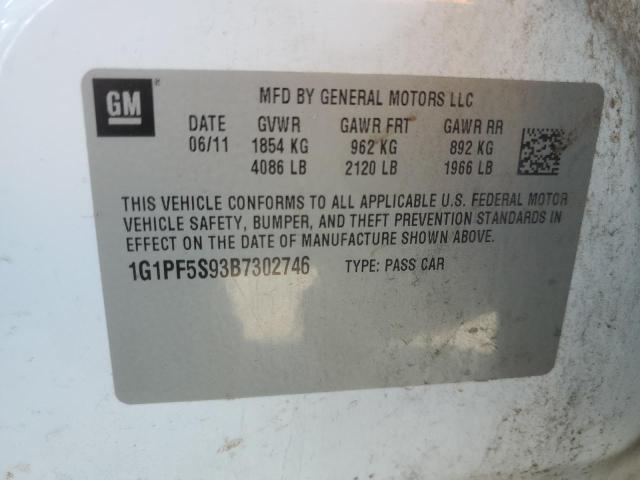 GM
MFD BY GENERAL MOTORS LLC
DATE GVWR GAWR FRT GAWR RR
06/11 1854 KG 962 KG 892 KG
4086 LB 2120 LB 1966 LB
THIS VEHICLE CONFORMS TO ALL APPLICABLE U.S. FEDERAL MOTOR
VEHICLE SAFETY, BUMPER, AND THEFT PREVENTION STANDARDS IN
EFFECT ON THE DATE OF MANUFACTURE SHOWN ABOVE.
1G1PF5S93B7302746 TYPE: PASS CAR